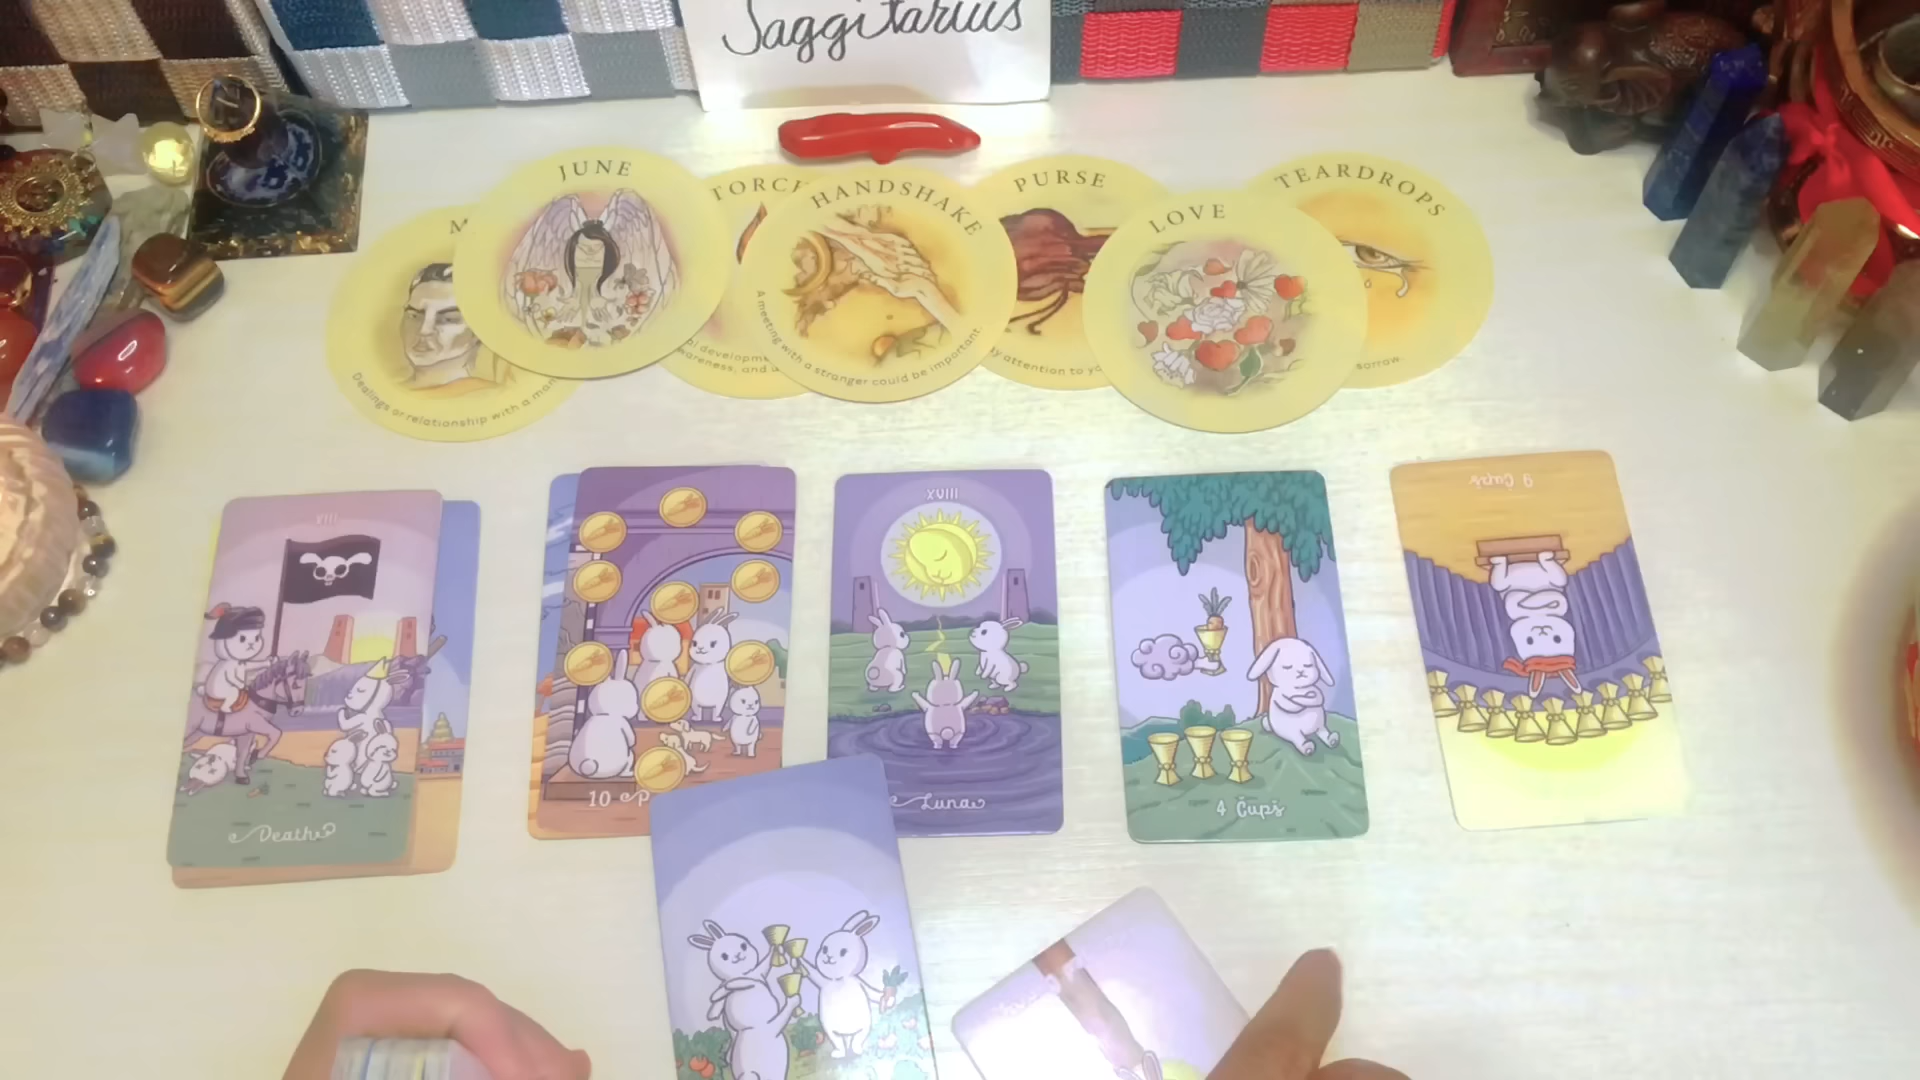 Saggitarius
JUNE
TORCH
HANDSHAKE
PURSE
LOVE
TEARDROPS
Dealings or relationship with a man
A meeting with a stranger could be important.
attention to
sorrow
XVIII
9 Cups
10
Luna
4 Cups
Death